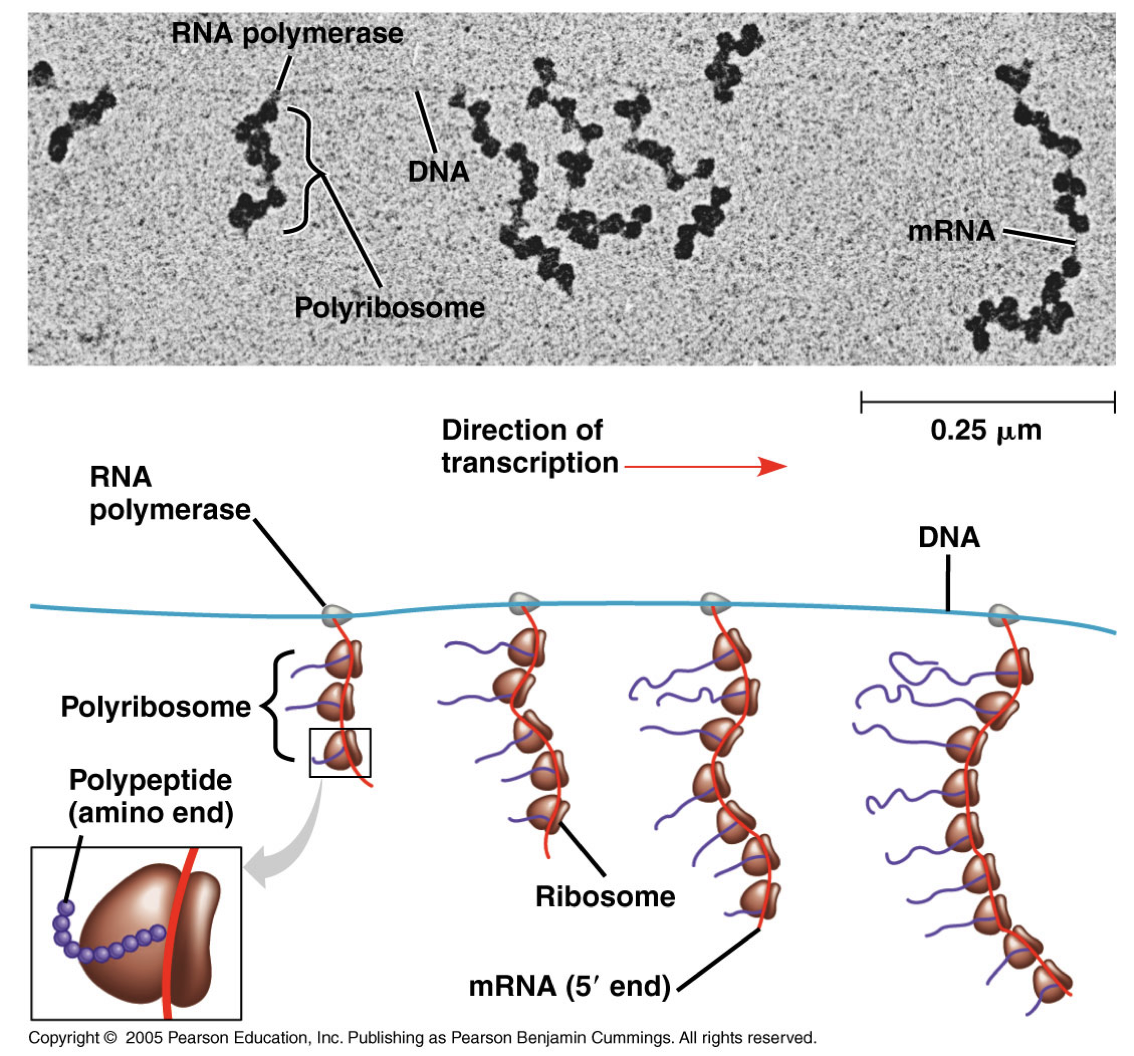 RNA polymerase
DNA
mRNA
Polyribosome
0.25 μm
Direction of
transcription
RNA
polymerase
DNA
Polyribosome
Polypeptide
(amino end)
Ribosome
mRNA (5′ end)
Copyright © 2005 Pearson Education, Inc. Publishing as Pearson Benjamin Cummings. All rights reserved.